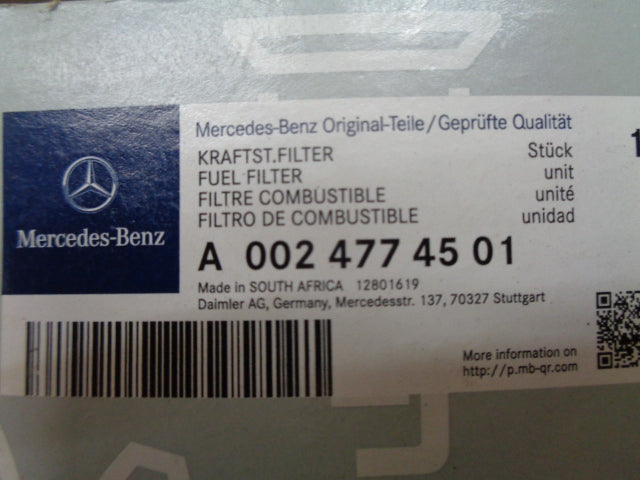 Mercedes-Benz Original-Teile/Geprüfte Qualität
KRAFTST.FILTER Stück
FUEL FILTER unit
FILTRE COMBUSTIBLE unité
FILTRO DE COMBUSTIBLE unidad
1
Mercedes-Benz
A 002 477 45 01
Made in SOUTH AFRICA 12801619
Daimler AG, Germany, Mercedesstr. 137, 70327 Stuttgart
More information on
http://p.mb-qr.com